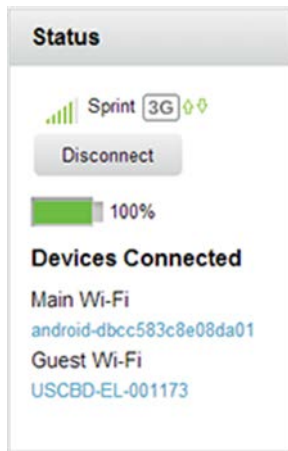 Status
Sprint 3G
Disconnect
100%
Devices Connected
Main Wi-Fi
android-dbcc583c8e08da01
Guest Wi-Fi
USCBD-EL-001173